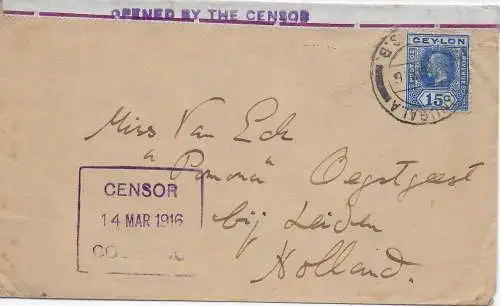 OPENED BY THE CENSOR
CEYLON
15C
Miss Van Eck
"Pomona"
Oegstgeest
bij Leiden
Holland.
CENSOR
14 MAR 1916